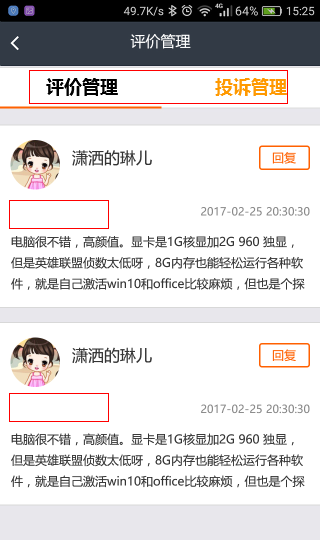 49.7K/s 4G 64% 15:25
评价管理
评价管理 投诉管理
潇洒的琳儿 回复
2017-02-25 20:30:30
电脑很不错，高颜值。显卡是1G核显加2G 960 独显，
但是英雄联盟侦数太低呀，8G内存也能轻松运行各种软
件，就是自己激活win10和office比较麻烦，但也是个探
潇洒的琳儿 回复
2017-02-25 20:30:30
电脑很不错，高颜值。显卡是1G核显加2G 960 独显，
但是英雄联盟侦数太低呀，8G内存也能轻松运行各种软
件，就是自己激活win10和office比较麻烦，但也是个探